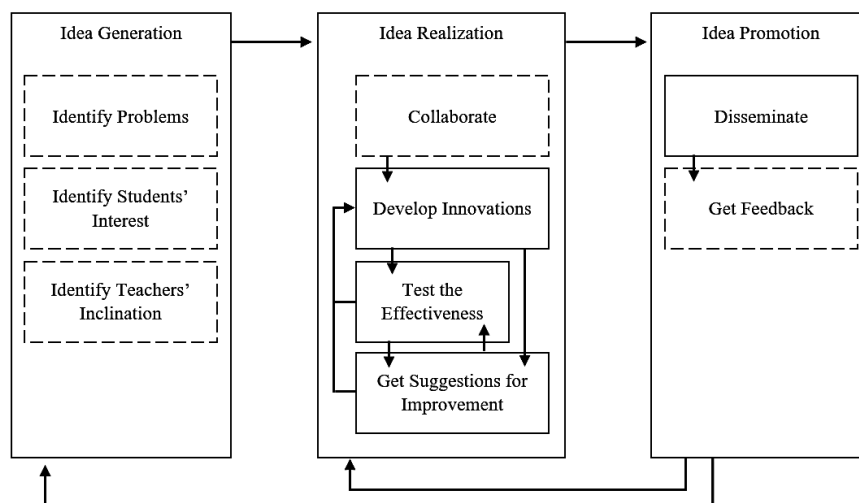 Idea Generation
Identify Problems
Identify Students’
Interest
Identify Teachers’
Inclination
Idea Realization
Collaborate
Develop Innovations
Test the
Effectiveness
Get Suggestions for
Improvement
Idea Promotion
Disseminate
Get Feedback